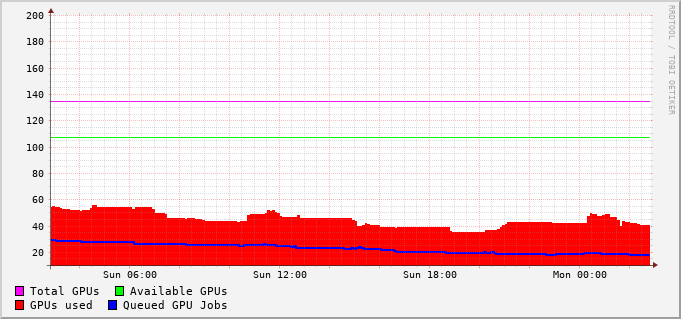 200
180
160
140
120
100
80
60
40
20
Sun 06:00 Sun 12:00 Sun 18:00 Mon 00:00
Total GPUs Available GPUs
GPUs used Queued GPU Jobs
RRDTOOL / TOBI OETIKER